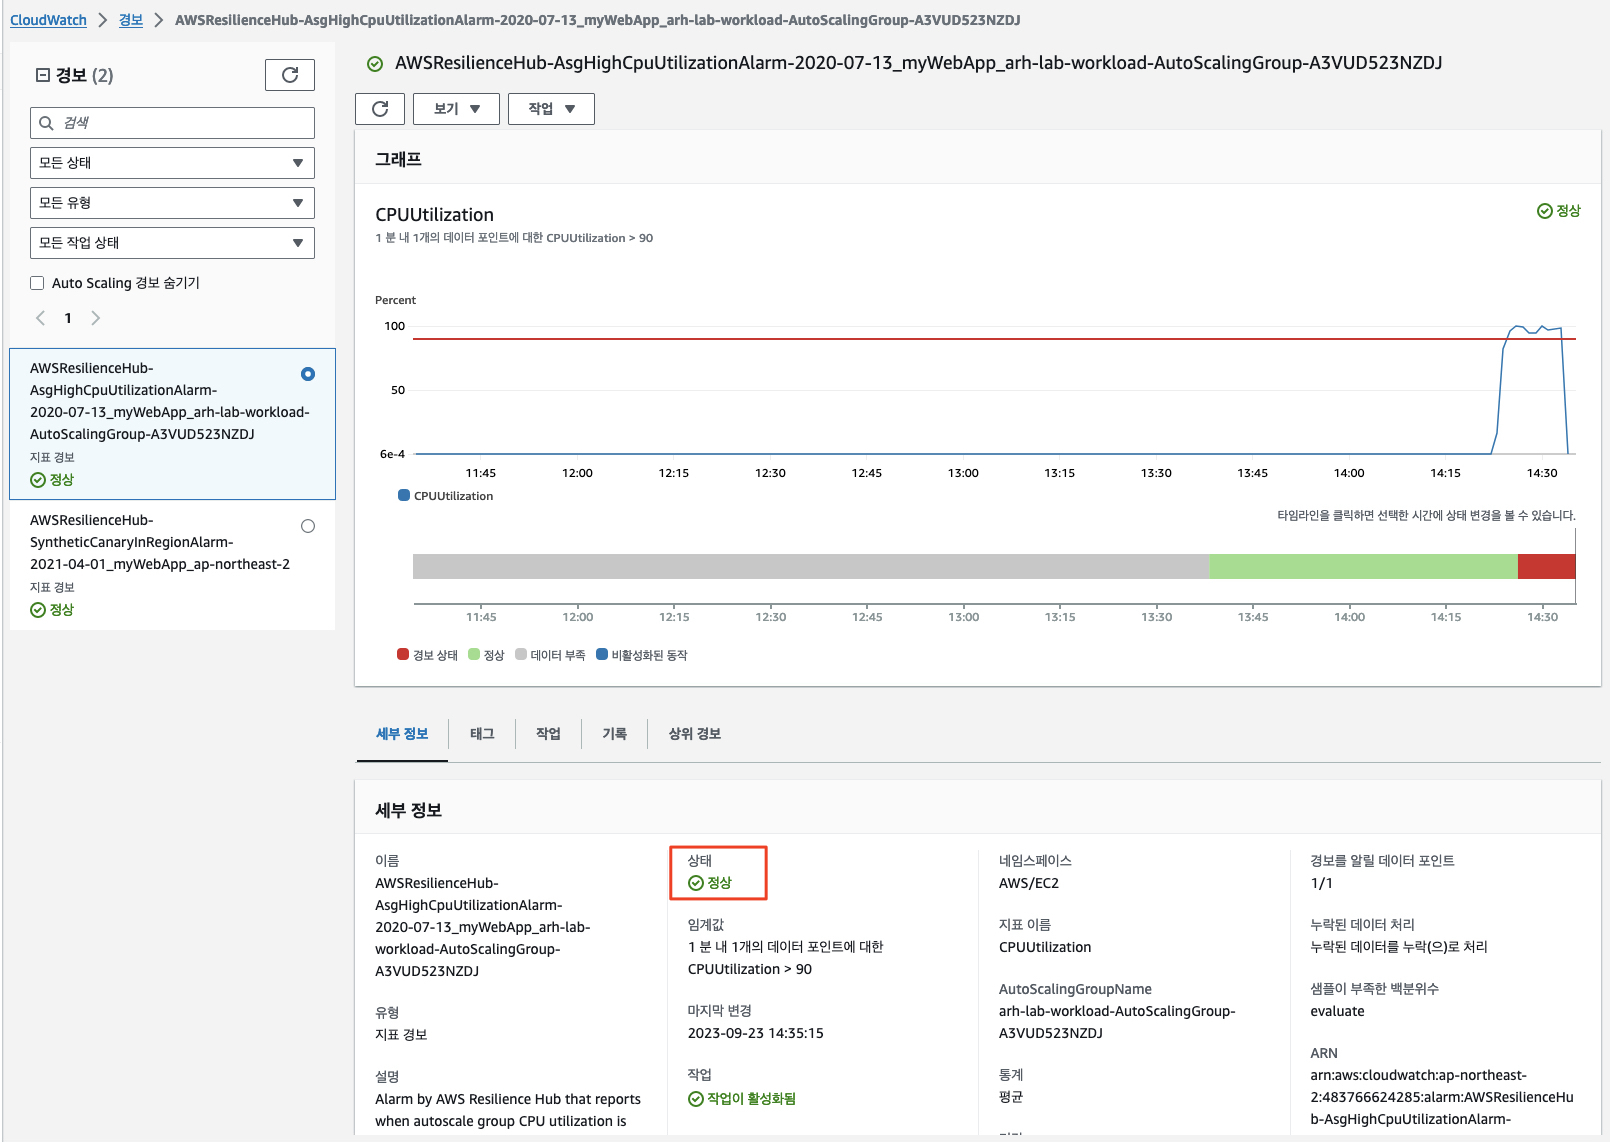 CloudWatch > 경보 > AWSResilienceHub-AsgHighCpuUtilizationAlarm-2020-07-13_myWebApp_arh-lab-workload-AutoScalingGroup-A3VUD523NZDJ
경보 (2)
검색
모든 상태
모든 유형
모든 작업 상태
Auto Scaling 경보 숨기기
1
AWSResilienceHub-
AsgHighCpuUtilizationAlarm-
2020-07-13_myWebApp_arh-lab-workload-
AutoScalingGroup-A3VUD523NZDJ
지표 경보
정상
AWSResilienceHub-
SyntheticCanaryInRegionAlarm-
2021-04-01_myWebApp_ap-northeast-2
지표 경보
정상
AWSResilienceHub-AsgHighCpuUtilizationAlarm-2020-07-13_myWebApp_arh-lab-workload-AutoScalingGroup-A3VUD523NZDJ
보기 작업
그래프
CPUUtilization
정상
1 분 내 1개의 데이터 포인트에 대한 CPUUtilization > 90
Percent
100
50
6e-4
11:45 12:00 12:15 12:30 12:45 13:00 13:15 13:30 13:45 14:00 14:15 14:30
CPUUtilization
타임라인을 클릭하면 선택한 시간에 상태 변경을 볼 수 있습니다.
11:45 12:00 12:15 12:30 12:45 13:00 13:15 13:30 13:45 14:00 14:15 14:30
경보 상태 정상 데이터 부족 비활성화된 동작
세부 정보 태그 작업 기록 상위 경보
세부 정보
이름
AWSResilienceHub-
AsgHighCpuUtilizationAlarm-
2020-07-13_myWebApp_arh-lab-
workload-AutoScalingGroup-
A3VUD523NZDJ
유형
지표 경보
설명
Alarm by AWS Resilience Hub that reports
when autoscale group CPU utilization is
상태
정상
임계값
1 분 내 1개의 데이터 포인트에 대한
CPUUtilization > 90
마지막 변경
2023-09-23 14:35:15
작업
작업이 활성화됨
네임스페이스
AWS/EC2
지표 이름
CPUUtilization
AutoScalingGroupName
arh-lab-workload-AutoScalingGroup-
A3VUD523NZDJ
통계
평균
경보를 알릴 데이터 포인트
1/1
누락된 데이터 처리
누락된 데이터를 누락(으)로 처리
샘플이 부족한 백분위수
evaluate
ARN
arn:aws:cloudwatch:ap-northeast-
2:483766624285:alarm:AWSResilienceHu
b-AsgHighCpuUtilizationAlarm-